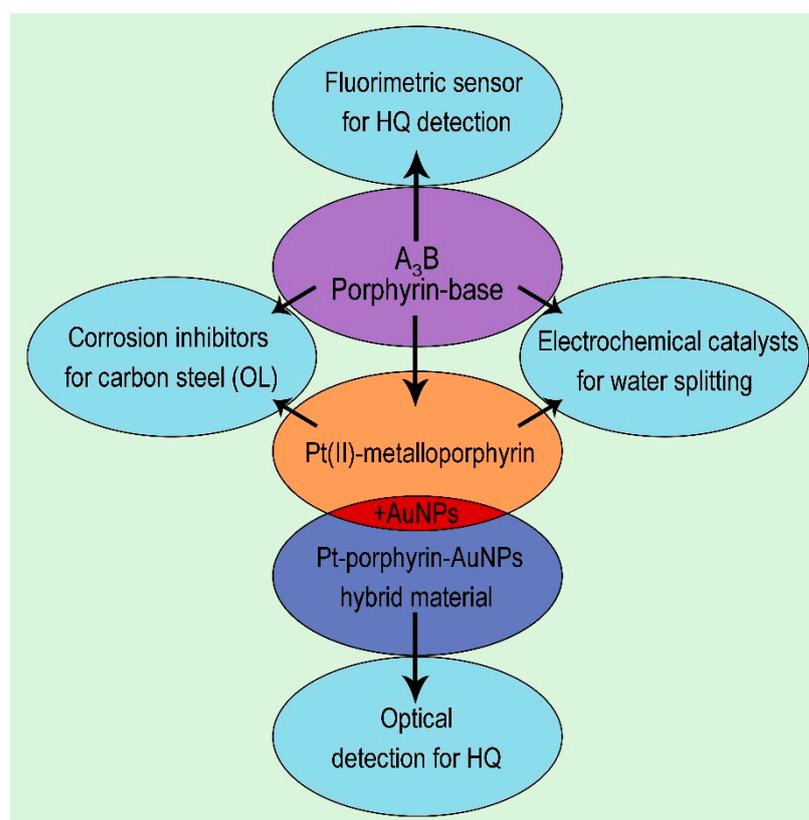 Fluorimetric sensor
for HQ detection
A₃B
Porphyrin-base
Corrosion inhibitors
for carbon steel (OL)
Electrochemical catalysts
for water splitting
Pt(II)-metalloporphyrin
+AuNPs
Pt-porphyrin-AuNPs
hybrid material
Optical
detection for HQ